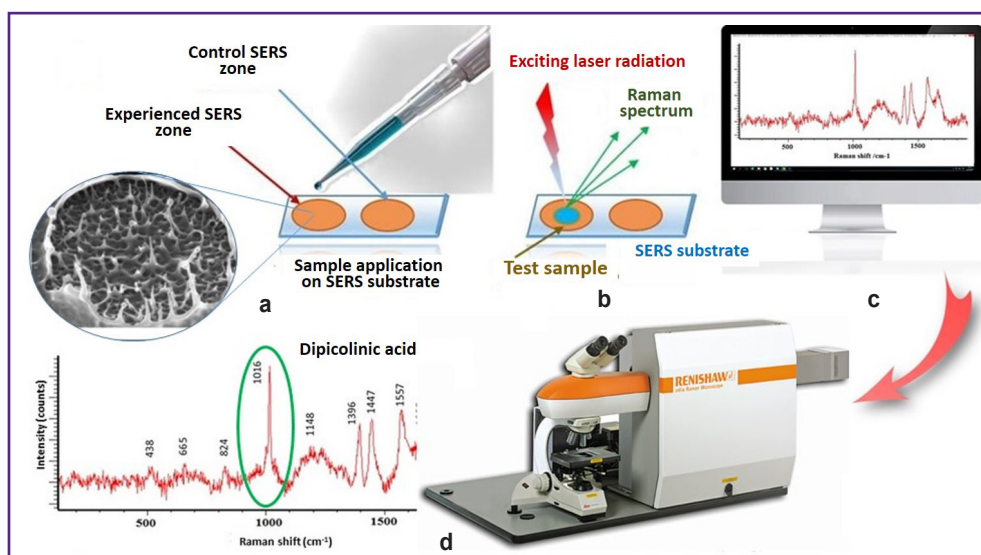 Control SERS
zone
Experienced SERS
zone
Sample application
on SERS substrate
a
Exciting laser radiation
Raman
spectrum
Test sample
SERS substrate
b
500
1000
1500
Raman shift /cm-1
c
Dipicolinic acid
Intensity (counts)
438
665
824
1016
1148
1396
1447
1557
500
1000
1500
Raman shift (cm-1)
RENISHAW
d